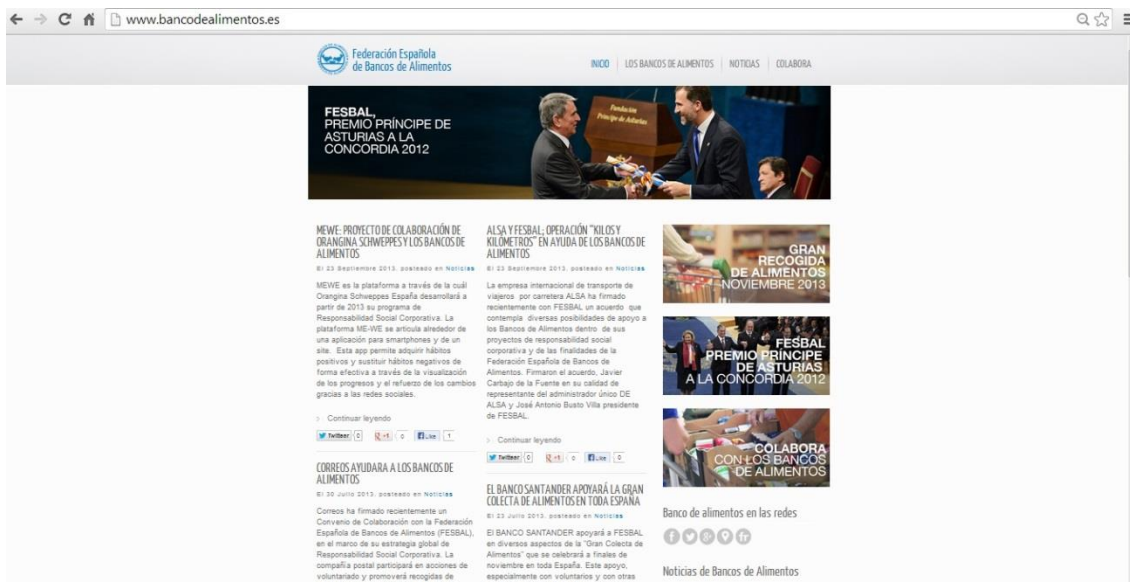 www.bancodealimentos.es
Federación Española
de Bancos de Alimentos
INICIO
LOS BANCOS DE ALIMENTOS
NOTICIAS
COLABORA
FESBAL,
PREMIO PRÍNCIPE DE
ASTURIAS A LA
CONCORDIA 2012
Fundación
Príncipe de Asturias
MEWE: PROYECTO DE COLABORACIÓN DE
ORANGINA SCHWEPPES Y LOS BANCOS DE
ALIMENTOS
El 23 Septiembre 2013. posteado en Noticias
MEWE es la plataforma a través de la cuál
Orangina Schweppes España desarrollará a
partir de 2013 su programa de
Responsabilidad Social Corporativa. La
plataforma ME-WE se articula alrededor de
una aplicación para smartphones y de un
site. Esta app permite adquirir hábitos
positivos y sustituir hábitos negativos de
forma efectiva a través de la visualización
de los progresos y el refuerzo de los cambios
gracias a las redes sociales.
Continuar leyendo
Twittear 0 +1 0 Like 1
CORREOS AYUDARA A LOS BANCOS DE
ALIMENTOS
El 30 Julio 2013. posteado en Noticias
Correos ha firmado recientemente un
Convenio de Colaboración con la Federación
Española de Bancos de Alimentos (FESBAL),
en el marco de su estrategia global de
Responsabilidad Social Corporativa. La
compañía postal participará en acciones de
voluntariado y promoverá recogidas de
ALSA Y FESBAL; OPERACIÓN "KILOS Y
KILÓMETROS" EN AYUDA DE LOS BANCOS DE
ALIMENTOS
El 23 Septiembre 2013. posteado en Noticias
La empresa internacional de transporte de
viajeros por carretera ALSA ha firmado
recientemente con FESBAL un acuerdo que
contempla diversas posibilidades de apoyo a
los Bancos de Alimentos dentro de sus
proyectos de responsabilidad social
corporativa y de las finalidades de la
Federación Española de Bancos de
Alimentos. Firmaron el acuerdo, Javier
Carbajo de la Fuente en su calidad de
representante del administrador único DE
ALSA y José Antonio Busto Villa presidente
de FESBAL.
Continuar leyendo
Twittear 0 +1 0 Like 0
EL BANCO SANTANDER APOYARÁ LA GRAN
COLECTA DE ALIMENTOS EN TODA ESPAÑA
El 23 Julio 2013. posteado en Noticias
El BANCO SANTANDER apoyará a FESBAL
en diversos aspectos de la "Gran Colecta de
Alimentos" que se celebrará a finales de
noviembre en toda España. Este apoyo,
especialmente con voluntarios y con otras
GRAN
RECOGIDA
DE ALIMENTOS
NOVIEMBRE 2013
FESBAL
PREMIO PRÍNCIPE
DE ASTURIAS
A LA CONCORDIA 2012
COLABORA
CON LOS BANCOS
DE ALIMENTOS
Banco de alimentos en las redes
Noticias de Bancos de Alimentos